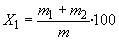 X₁ = (m₁ + m₂) / m · 100